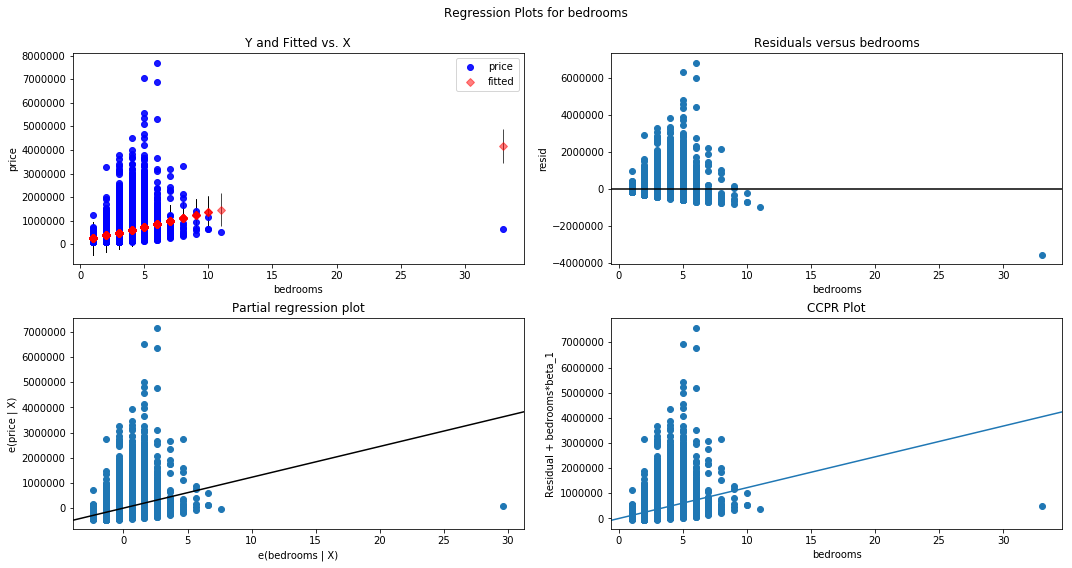 Regression Plots for bedrooms
Y and Fitted vs. X
8000000
7000000
6000000
5000000
4000000
3000000
2000000
1000000
0
price
price
fitted
0 5 10 15 20 25 30
bedrooms
Residuals versus bedrooms
6000000
4000000
2000000
0
−2000000
−4000000
resid
0 5 10 15 20 25 30
bedrooms
Partial regression plot
7000000
6000000
5000000
4000000
3000000
2000000
1000000
0
e(price | X)
0 5 10 15 20 25 30
e(bedrooms | X)
CCPR Plot
8000000
7000000
6000000
5000000
4000000
3000000
2000000
1000000
0
Residual + bedrooms*beta_1
0 5 10 15 20 25 30
bedrooms